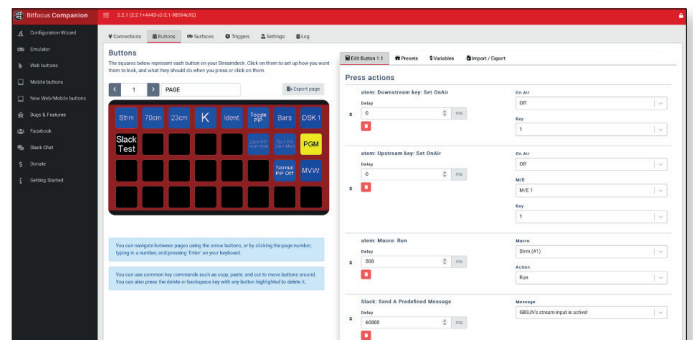 Bitfocus Companion
2.2.1 (2.2.1+4443-v2-2.1-98594cf62)
Configuration Wizard
Emulator
Web buttons
Mobile buttons
New Web/Mobile buttons
Bugs & Features
Facebook
Slack Chat
Donate
Getting Started
Connections
Buttons
Surfaces
Triggers
Settings
Log
Buttons
The squares below represent each button on your Streamdeck. Click on them to set up how you want
them to look, and what they should do when you press or click on them.
1
PAGE
Export page
Strm
70cm
23cm
K
Ident
Toggle
PiP
Bars
DSK 1
Slack
Test
PGM
Normal
PiP Off
MVW
You can navigate between pages using the arrow buttons, or by clicking the page number,
typing in a number, and pressing 'Enter' on your keyboard.
You can use common key commands such as copy, paste, and cut to move buttons around.
You can also press the delete or backspace key with any button highlighted to delete it.
Edit Button 1.1
Presets
Variables
Import / Export
Press actions
atem: Downstream key: Set OnAir
Delay
0
ms
On Air
Off
Key
1
atem: Upstream key: Set OnAir
Delay
0
ms
On Air
Off
M/E
M/E 1
Key
1
atem: Macro: Run
Delay
500
ms
Macro
Strm (#1)
Action
Run
Slack: Send A Predefined Message
Delay
60000
ms
Message
GB3JV's stream input is active!